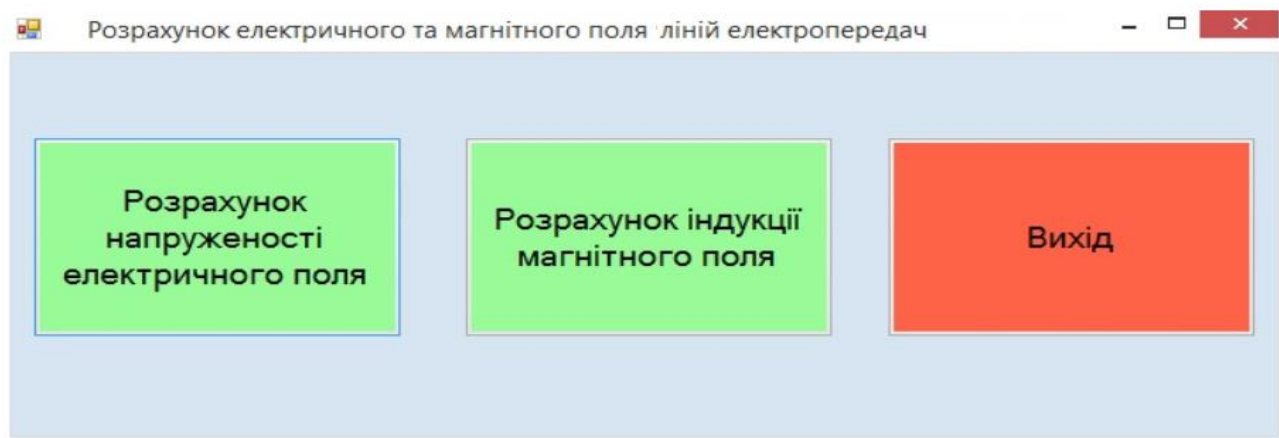 Розрахунок електричного та магнітного поля ліній електропередач
Розрахунок
напруженості
електричного поля
Розрахунок індукції
магнітного поля
Вихід